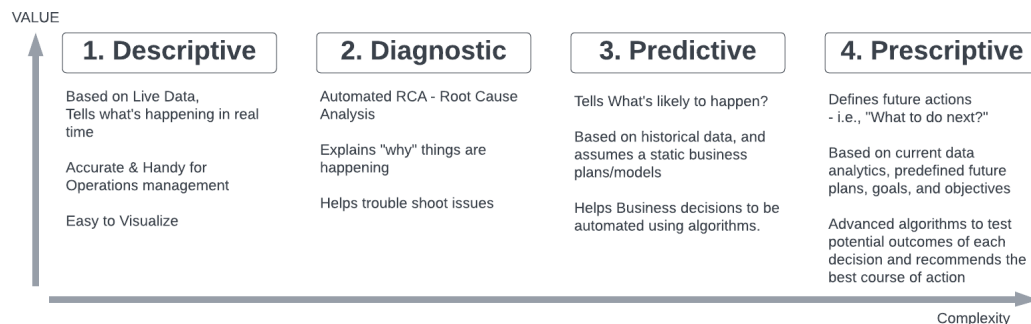 VALUE
1. Descriptive
Based on Live Data,
Tells what's happening in real
time
Accurate & Handy for
Operations management
Easy to Visualize
2. Diagnostic
Automated RCA - Root Cause
Analysis
Explains "why" things are
happening
Helps trouble shoot issues
3. Predictive
Tells What's likely to happen?
Based on historical data, and
assumes a static business
plans/models
Helps Business decisions to be
automated using algorithms.
4. Prescriptive
Defines future actions
- i.e., "What to do next?"
Based on current data
analytics, predefined future
plans, goals, and objectives
Advanced algorithms to test
potential outcomes of each
decision and recommends the
best course of action
Complexity